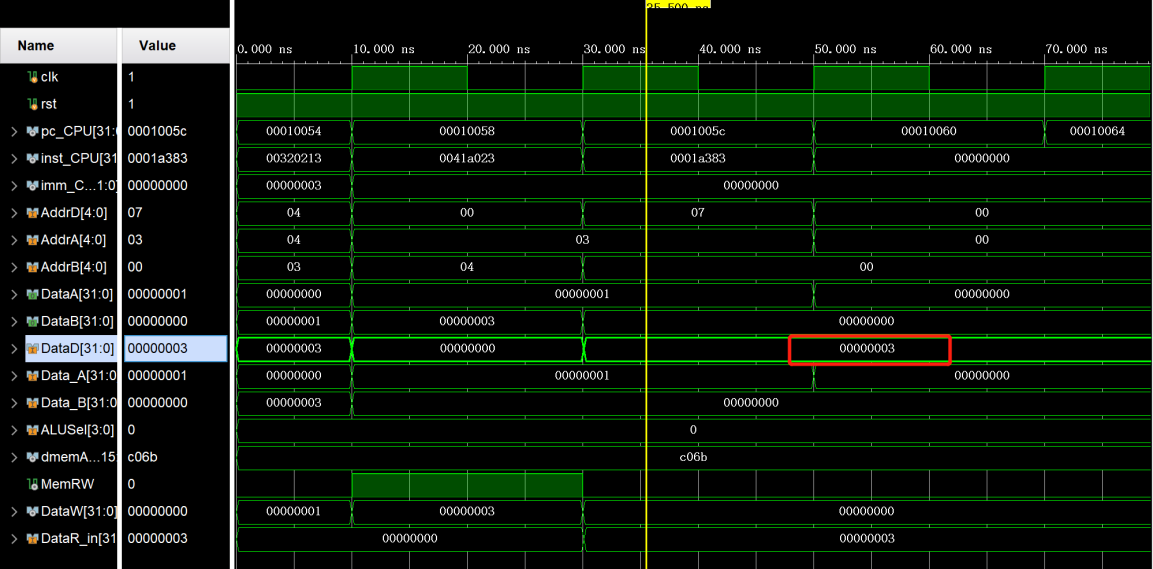 35.500 ns
Name Value
0.000 ns 10.000 ns 20.000 ns 30.000 ns 40.000 ns 50.000 ns 60.000 ns 70.000 ns
clk 1
rst 1
pc_CPU[31:0 0001005c 00010054 00010058 0001005c 00010060 00010064
inst_CPU[31 0001a383 00320213 0041a023 0001a383 00000000
imm_C...1:0] 00000000 00000003 00000000
AddrD[4:0] 07 04 00 07 00
AddrA[4:0] 03 04 03 00
AddrB[4:0] 00 03 04 00
DataA[31:0] 00000001 00000000 00000001 00000000
DataB[31:0] 00000000 00000001 00000003 00000000
DataD[31:0] 00000003 00000003 00000000 00000003
Data_A[31:0 00000001 00000000 00000001 00000000
Data_B[31:0 00000000 00000003 00000000
ALUSel[3:0] 0 0
dmemA...15: c06b c06b
MemRW 0
DataW[31:0] 00000000 00000001 00000003 00000000
DataR_in[31 00000003 00000000 00000003